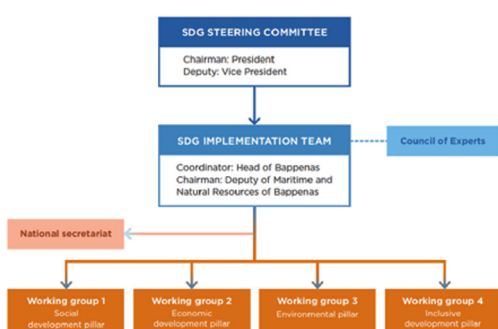 SDG STEERING COMMITTEE
Chairman: President
Deputy: Vice President
SDG IMPLEMENTATION TEAM
Council of Experts
Coordinator: Head of Bappenas
Chairman: Deputy of Maritime and
Natural Resources of Bappenas
National secretariat
Working group 1
Social
development pillar
Working group 2
Economic
development pillar
Working group 3
Environmental pillar
Working group 4
Inclusive
development pillar